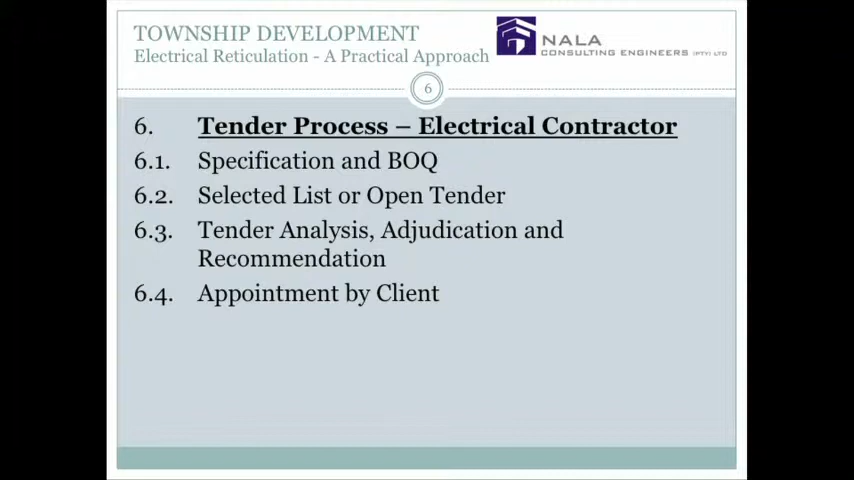 TOWNSHIP DEVELOPMENT
Electrical Reticulation - A Practical Approach
NALA
CONSULTING ENGINEERS (PTY) LTD
6
6. Tender Process – Electrical Contractor
6.1. Specification and BOQ
6.2. Selected List or Open Tender
6.3. Tender Analysis, Adjudication and
Recommendation
6.4. Appointment by Client